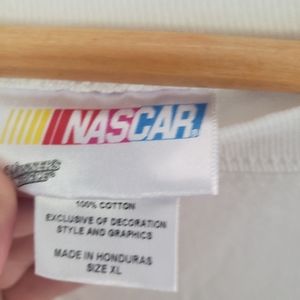 NASCAR
100% COTTON
EXCLUSIVE OF DECORATION
STYLE AND GRAPHICS
MADE IN HONDURAS
SIZE XL